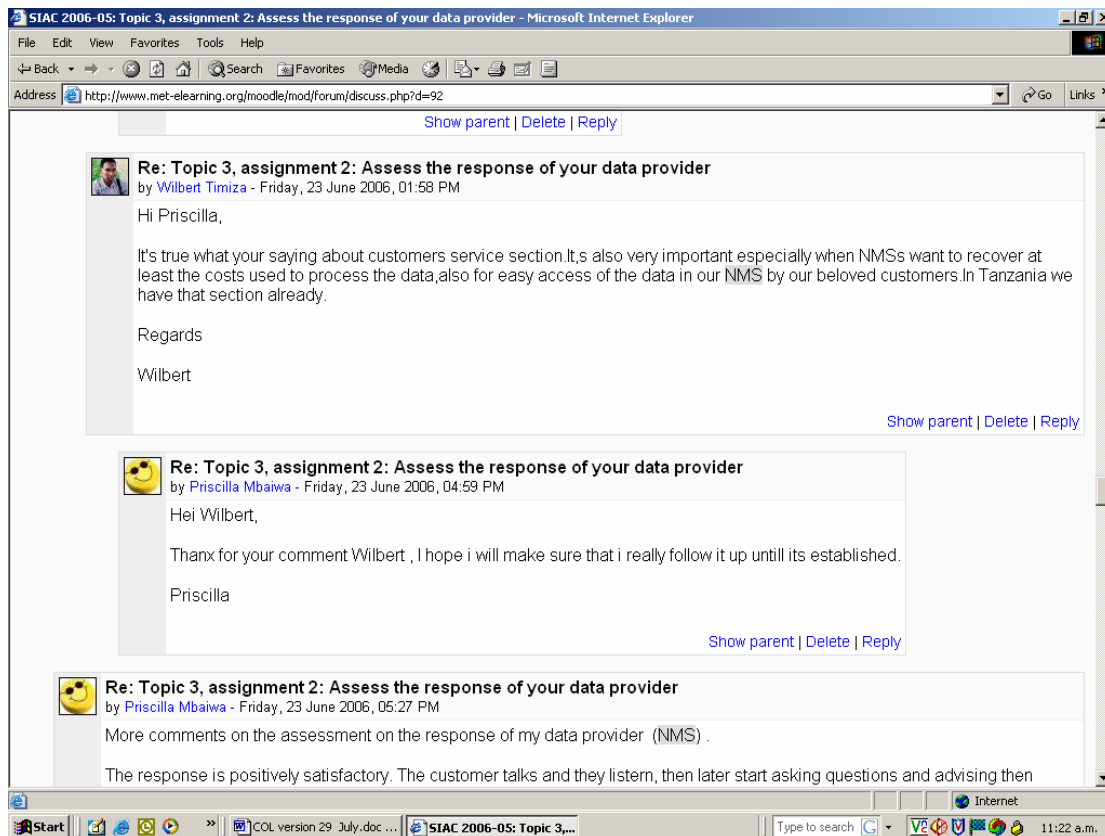 SIAC 2006-05: Topic 3, assignment 2: Assess the response of your data provider - Microsoft Internet Explorer
File Edit View Favorites Tools Help
Back Search Favorites Media
Address http://www.met-elearning.org/moodle/mod/forum/discuss.php?d=92 Go Links
Show parent | Delete | Reply
Re: Topic 3, assignment 2: Assess the response of your data provider
by Wilbert Timiza - Friday, 23 June 2006, 01:58 PM
Hi Priscilla,
It's true what your saying about customers service section.It,s also very important especially when NMSs want to recover at
least the costs used to process the data,also for easy access of the data in our NMS by our beloved customers.In Tanzania we
have that section already.
Regards
Wilbert
Show parent | Delete | Reply
Re: Topic 3, assignment 2: Assess the response of your data provider
by Priscilla Mbaiwa - Friday, 23 June 2006, 04:59 PM
Hei Wilbert,
Thanx for your comment Wilbert , I hope i will make sure that i really follow it up untill its established.
Priscilla
Show parent | Delete | Reply
Re: Topic 3, assignment 2: Assess the response of your data provider
by Priscilla Mbaiwa - Friday, 23 June 2006, 05:27 PM
More comments on the assessment on the response of my data provider (NMS) .
The response is positively satisfactory. The customer talks and they listern, then later start asking questions and advising then
Internet
Start » COL version 29 July.doc ... SIAC 2006-05: Topic 3,... Type to search G 11:22 a.m.